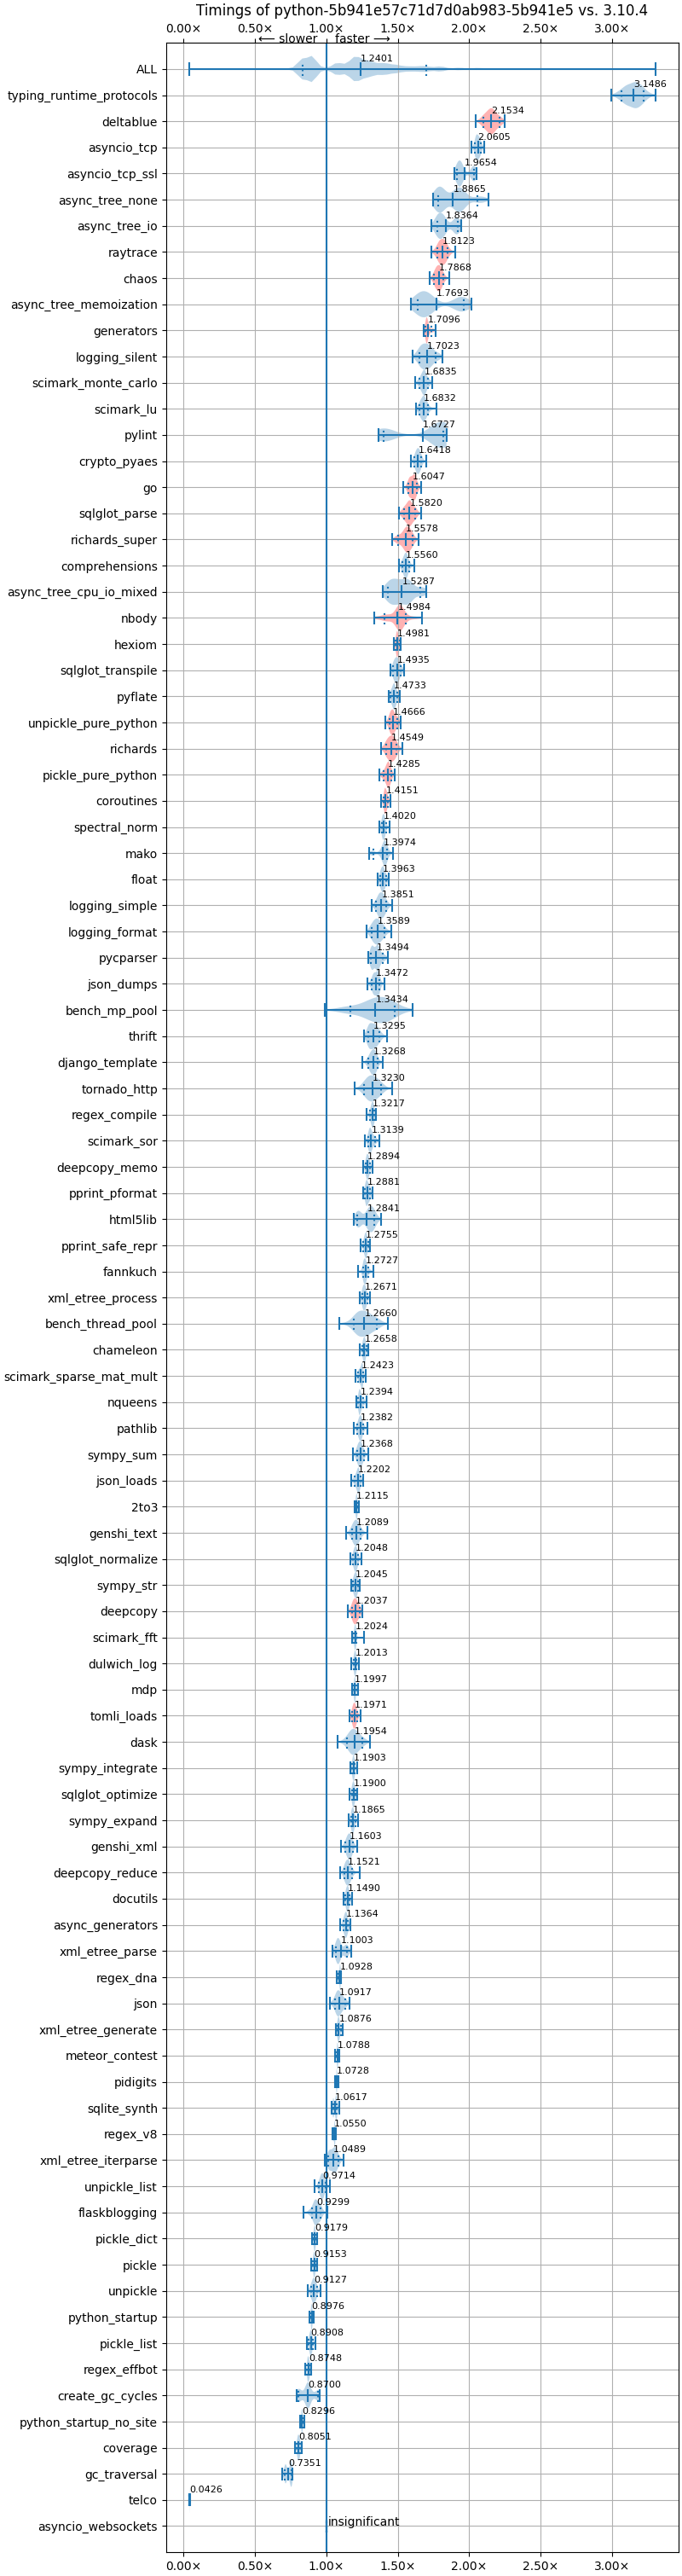 Timings of python-5b941e57c71d7d0ab983-5b941e5 vs. 3.10.4
0.00× 0.50× 1.00× 1.50× 2.00× 2.50× 3.00×
⟵ slower faster ⟶
ALL 1.2401
typing_runtime_protocols 3.1486
deltablue 2.1534
asyncio_tcp 2.0605
asyncio_tcp_ssl 1.9654
async_tree_none 1.8865
async_tree_io 1.8364
raytrace 1.8123
chaos 1.7868
async_tree_memoization 1.7693
generators 1.7096
logging_silent 1.7023
scimark_monte_carlo 1.6835
scimark_lu 1.6832
pylint 1.6727
crypto_pyaes 1.6418
go 1.6047
sqlglot_parse 1.5820
richards_super 1.5578
comprehensions 1.5560
async_tree_cpu_io_mixed 1.5287
nbody 1.4984
hexiom 1.4981
sqlglot_transpile 1.4935
pyflate 1.4733
unpickle_pure_python 1.4666
richards 1.4549
pickle_pure_python 1.4285
coroutines 1.4151
spectral_norm 1.4020
mako 1.3974
float 1.3963
logging_simple 1.3851
logging_format 1.3589
pycparser 1.3494
json_dumps 1.3472
bench_mp_pool 1.3434
thrift 1.3295
django_template 1.3268
tornado_http 1.3230
regex_compile 1.3217
scimark_sor 1.3139
deepcopy_memo 1.2894
pprint_pformat 1.2881
html5lib 1.2841
pprint_safe_repr 1.2755
fannkuch 1.2727
xml_etree_process 1.2671
bench_thread_pool 1.2660
chameleon 1.2658
scimark_sparse_mat_mult 1.2423
nqueens 1.2394
pathlib 1.2382
sympy_sum 1.2368
json_loads 1.2202
2to3 1.2115
genshi_text 1.2089
sqlglot_normalize 1.2048
sympy_str 1.2045
deepcopy 1.2037
scimark_fft 1.2024
dulwich_log 1.2013
mdp 1.1997
tomli_loads 1.1971
dask 1.1954
sympy_integrate 1.1903
sqlglot_optimize 1.1900
sympy_expand 1.1865
genshi_xml 1.1603
deepcopy_reduce 1.1521
docutils 1.1490
async_generators 1.1364
xml_etree_parse 1.1003
regex_dna 1.0928
json 1.0917
xml_etree_generate 1.0876
meteor_contest 1.0788
pidigits 1.0728
sqlite_synth 1.0617
regex_v8 1.0550
xml_etree_iterparse 1.0489
unpickle_list 0.9714
flaskblogging 0.9299
pickle_dict 0.9179
pickle 0.9153
unpickle 0.9127
python_startup 0.8976
pickle_list 0.8908
regex_effbot 0.8748
create_gc_cycles 0.8700
python_startup_no_site 0.8296
coverage 0.8051
gc_traversal 0.7351
telco 0.0426
asyncio_websockets insignificant
0.00× 0.50× 1.00× 1.50× 2.00× 2.50× 3.00×